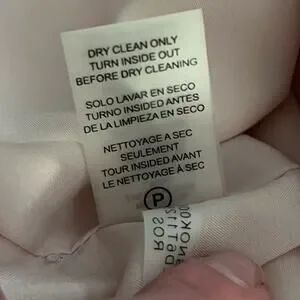 DRY CLEAN ONLY
TURN INSIDE OUT
BEFORE DRY CLEANING
SOLO LAVAR EN SECO
TURNO INSIDED ANTES
DE LA LIMPIEZA EN SECO
NETTOYAGE A SEC
SEULEMENT
TOUR INSIDED AVANT
LE NETTOYAGE À SEC
P
ROS